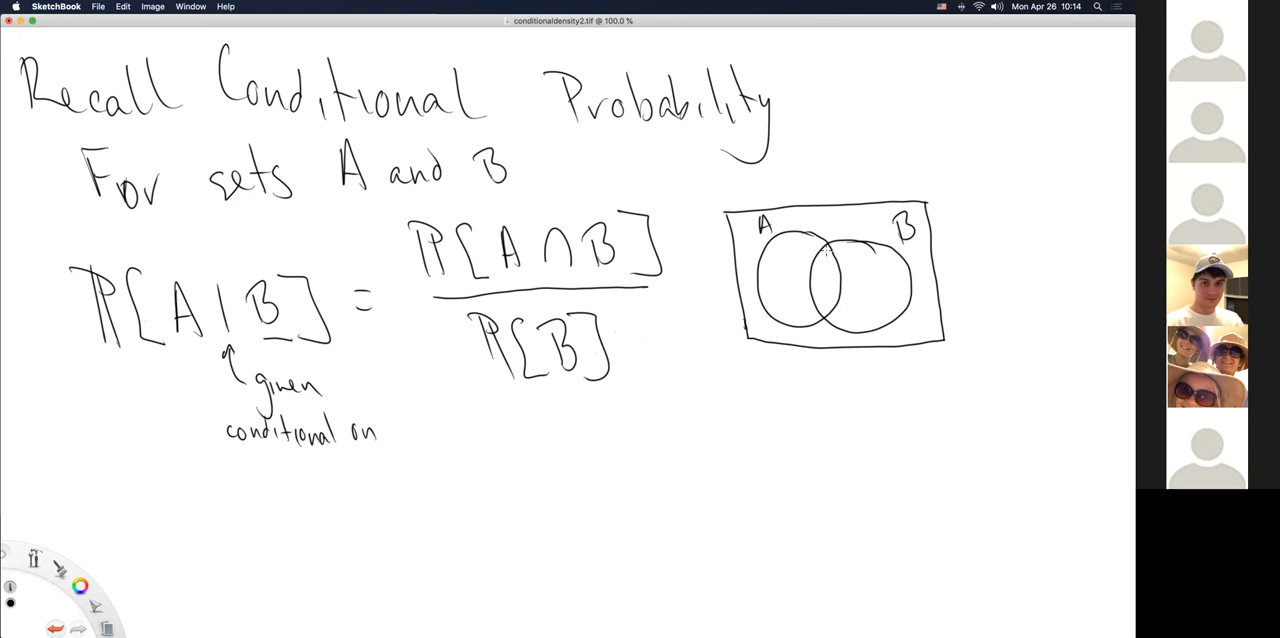 SketchBook File Edit Image Window Help Mon Apr 26 10:14
conditionaldensity2.tif @ 100.0 %
Recall Conditional Probability
For sets A and B
ℙ[A | B] = ℙ[A ∩ B] / ℙ[B]
given
conditional on
A B